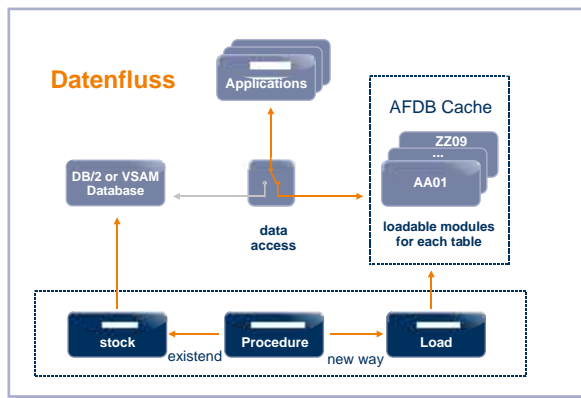 Datenfluss
Applications
AFDB Cache
ZZ09
...
AA01
DB/2 or VSAM
Database
data
access
loadable modules
for each table
stock
existend
Procedure
new way
Load